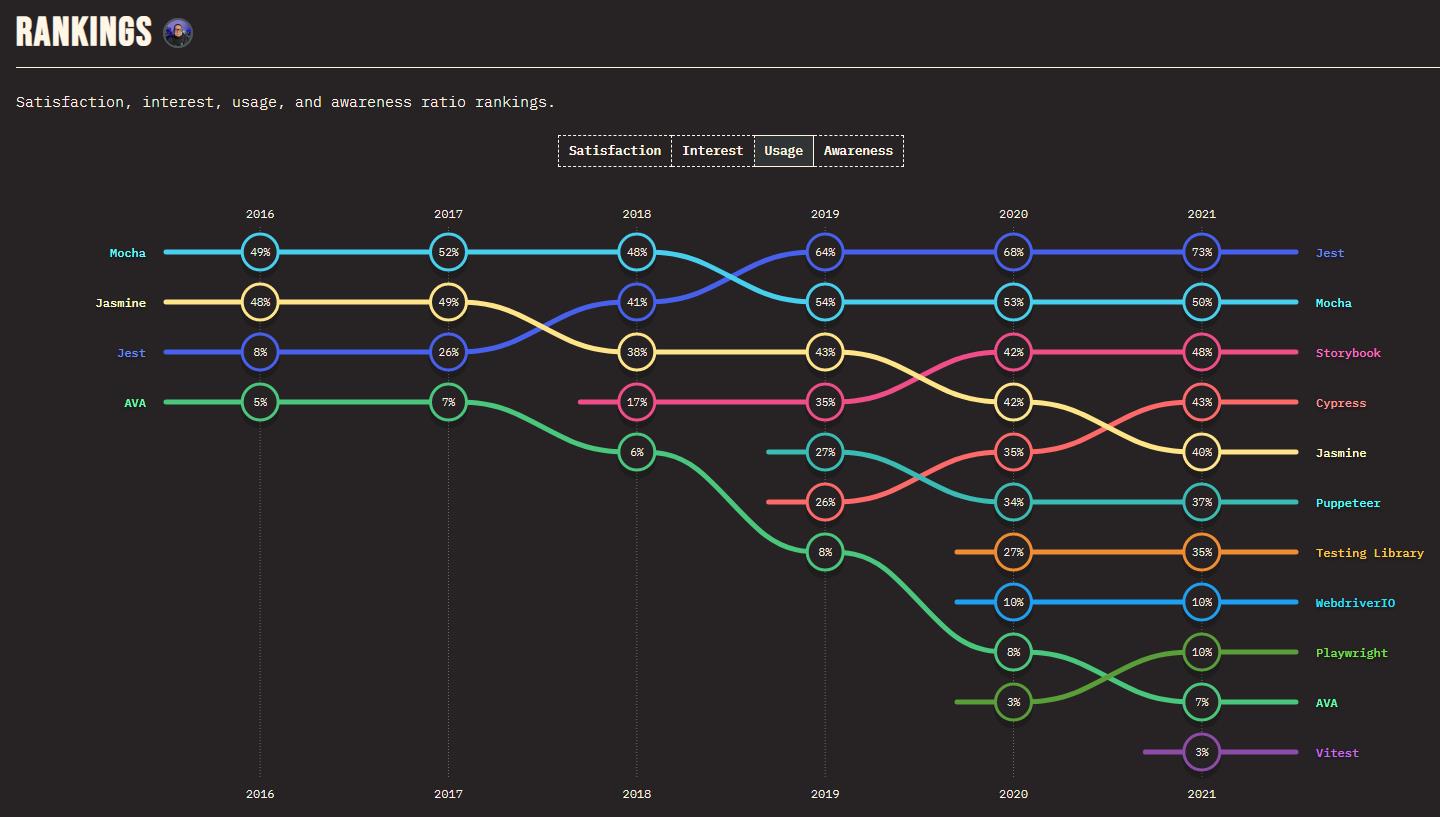 RANKINGS
Satisfaction, interest, usage, and awareness ratio rankings.
Satisfaction Interest Usage Awareness
2016 2017 2018 2019 2020 2021
Mocha 49% 52% 48% 64% 68% 73% Jest
Jasmine 48% 49% 41% 54% 53% 50% Mocha
Jest 8% 26% 38% 43% 42% 48% Storybook
AVA 5% 7% 17% 35% 42% 43% Cypress
6% 27% 35% 40% Jasmine
26% 34% 37% Puppeteer
8% 27% 35% Testing Library
10% 10% WebdriverIO
8% 10% Playwright
3% 7% AVA
3% Vitest
2016 2017 2018 2019 2020 2021